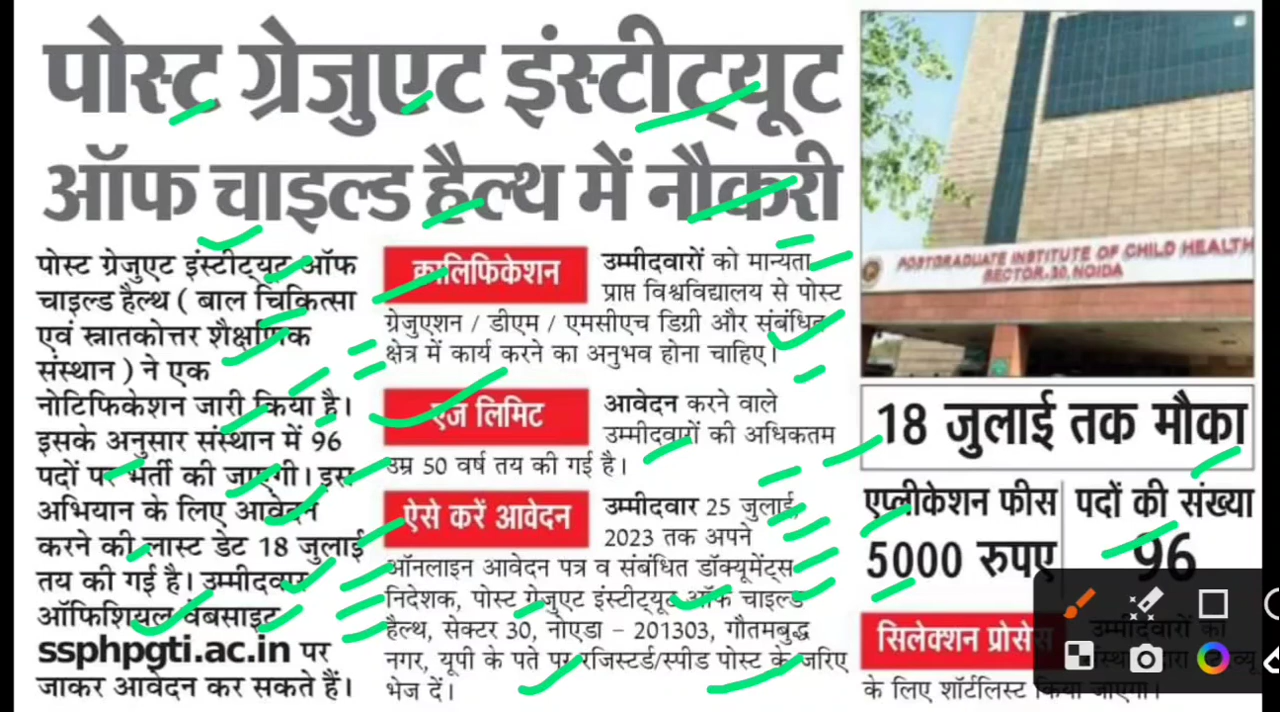 पोस्ट ग्रेजुएट इंस्टीट्यूट
ऑफ चाइल्ड हैल्थ में नौकरी
पोस्ट ग्रेजुएट इंस्टीट्यूट ऑफ
चाइल्ड हैल्थ ( बाल चिकित्सा
एवं स्नातकोत्तर शैक्षणिक
संस्थान ) ने एक
नोटिफिकेशन जारी किया है।
इसके अनुसार संस्थान में 96
पदों पर भर्ती की जाएगी। इस
अभियान के लिए आवेदन
करने की लास्ट डेट 18 जुलाई
तय की गई है। उम्मीदवार
ऑफिशियल वेबसाइट
ssphpgti.ac.in पर
जाकर आवेदन कर सकते हैं।
क्वालिफिकेशन
उम्मीदवारों को मान्यता
प्राप्त विश्वविद्यालय से पोस्ट
ग्रेजुएशन / डीएम / एमसीएच डिग्री और संबंधित
क्षेत्र में कार्य करने का अनुभव होना चाहिए।
एज लिमिट
आवेदन करने वाले
उम्मीदवारों की अधिकतम
उम्र 50 वर्ष तय की गई है।
ऐसे करें आवेदन
उम्मीदवार 25 जुलाई,
2023 तक अपने
ऑनलाइन आवेदन पत्र व संबंधित डॉक्यूमेंट्स
निदेशक, पोस्ट ग्रेजुएट इंस्टीट्यूट ऑफ चाइल्ड
हैल्थ, सेक्टर 30, नोएडा – 201303, गौतमबुद्ध
नगर, यूपी के पते पर रजिस्टर्ड/स्पीड पोस्ट के जरिए
भेज दें।
POSTGRADUATE INSTITUTE OF CHILD HEALTH
SECTOR-30, NOIDA
18 जुलाई तक मौका
एप्लीकेशन फीस
5000 रुपए
पदों की संख्या
96
सिलेक्शन प्रोसेस
उम्मीदवारों को
के लिए शॉर्टलिस्ट किया जाएगा।